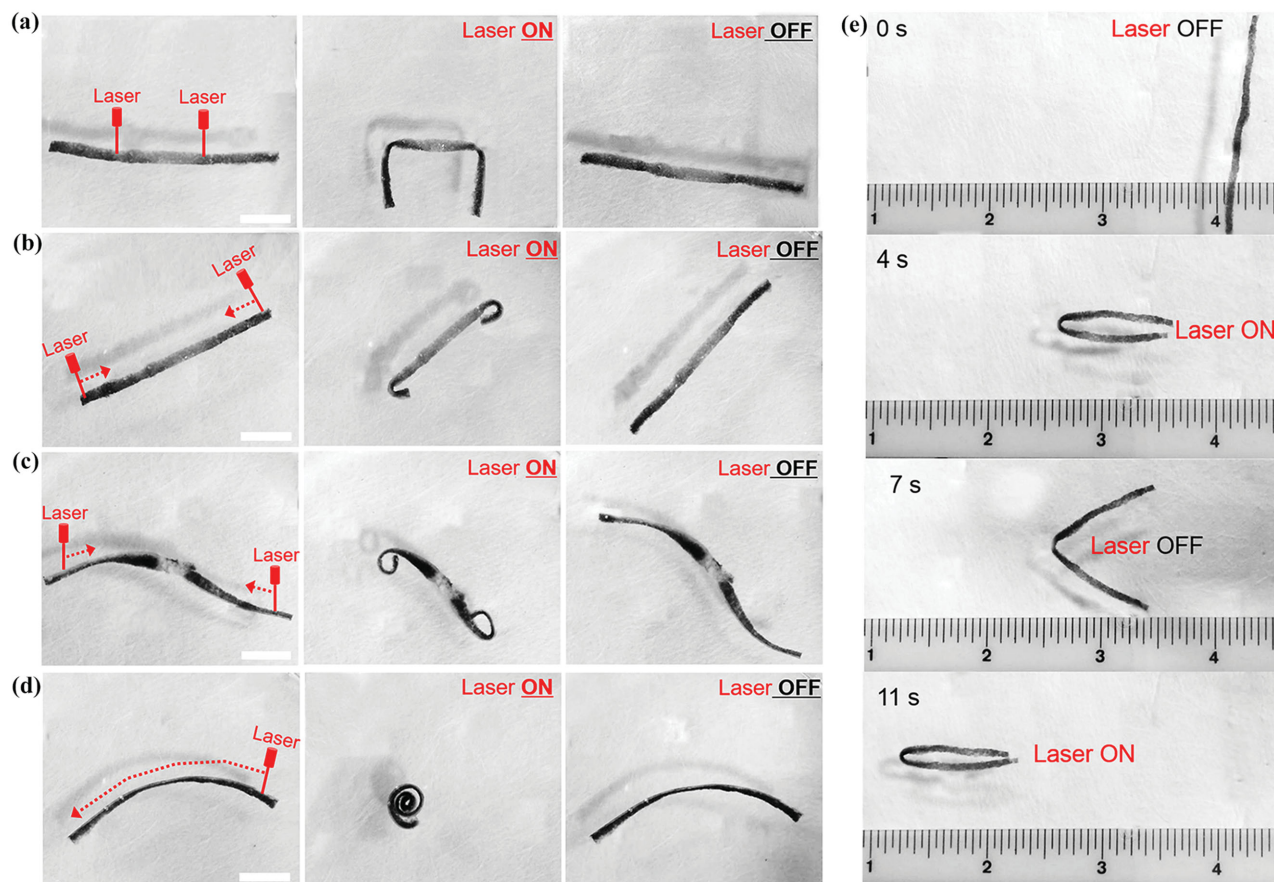 (a)
Laser Laser
Laser ON
Laser OFF
(b)
Laser
Laser
Laser ON
Laser OFF
(c)
Laser
Laser
Laser ON
Laser OFF
(d)
Laser
Laser ON
Laser OFF
(e)
0 s
Laser OFF
1 2 3 4
4 s
Laser ON
1 2 3 4
7 s
Laser OFF
1 2 3 4
11 s
Laser ON
1 2 3 4